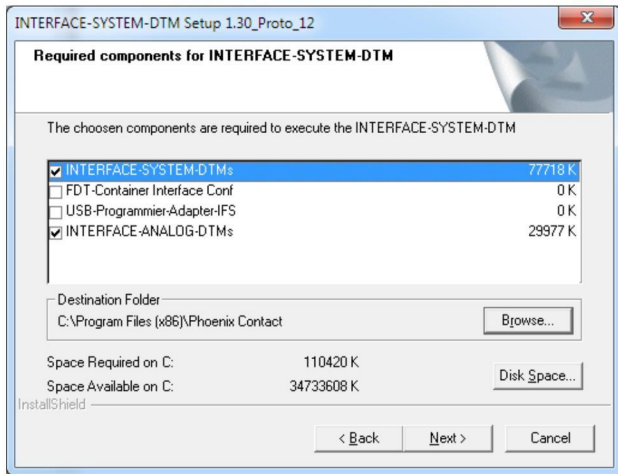 INTERFACE-SYSTEM-DTM Setup 1.30_Proto_12
Required components for INTERFACE-SYSTEM-DTM
The choosen components are required to execute the INTERFACE-SYSTEM-DTM
INTERFACE-SYSTEM-DTMs 77718 K
FDT-Container Interface Conf 0 K
USB-Programmier-Adapter-IFS 0 K
INTERFACE-ANALOG-DTMs 29977 K
Destination Folder
C:\Program Files (x86)\Phoenix Contact Browse...
Space Required on C: 110420 K
Space Available on C: 34733608 K
Disk Space...
InstallShield
< Back Next > Cancel